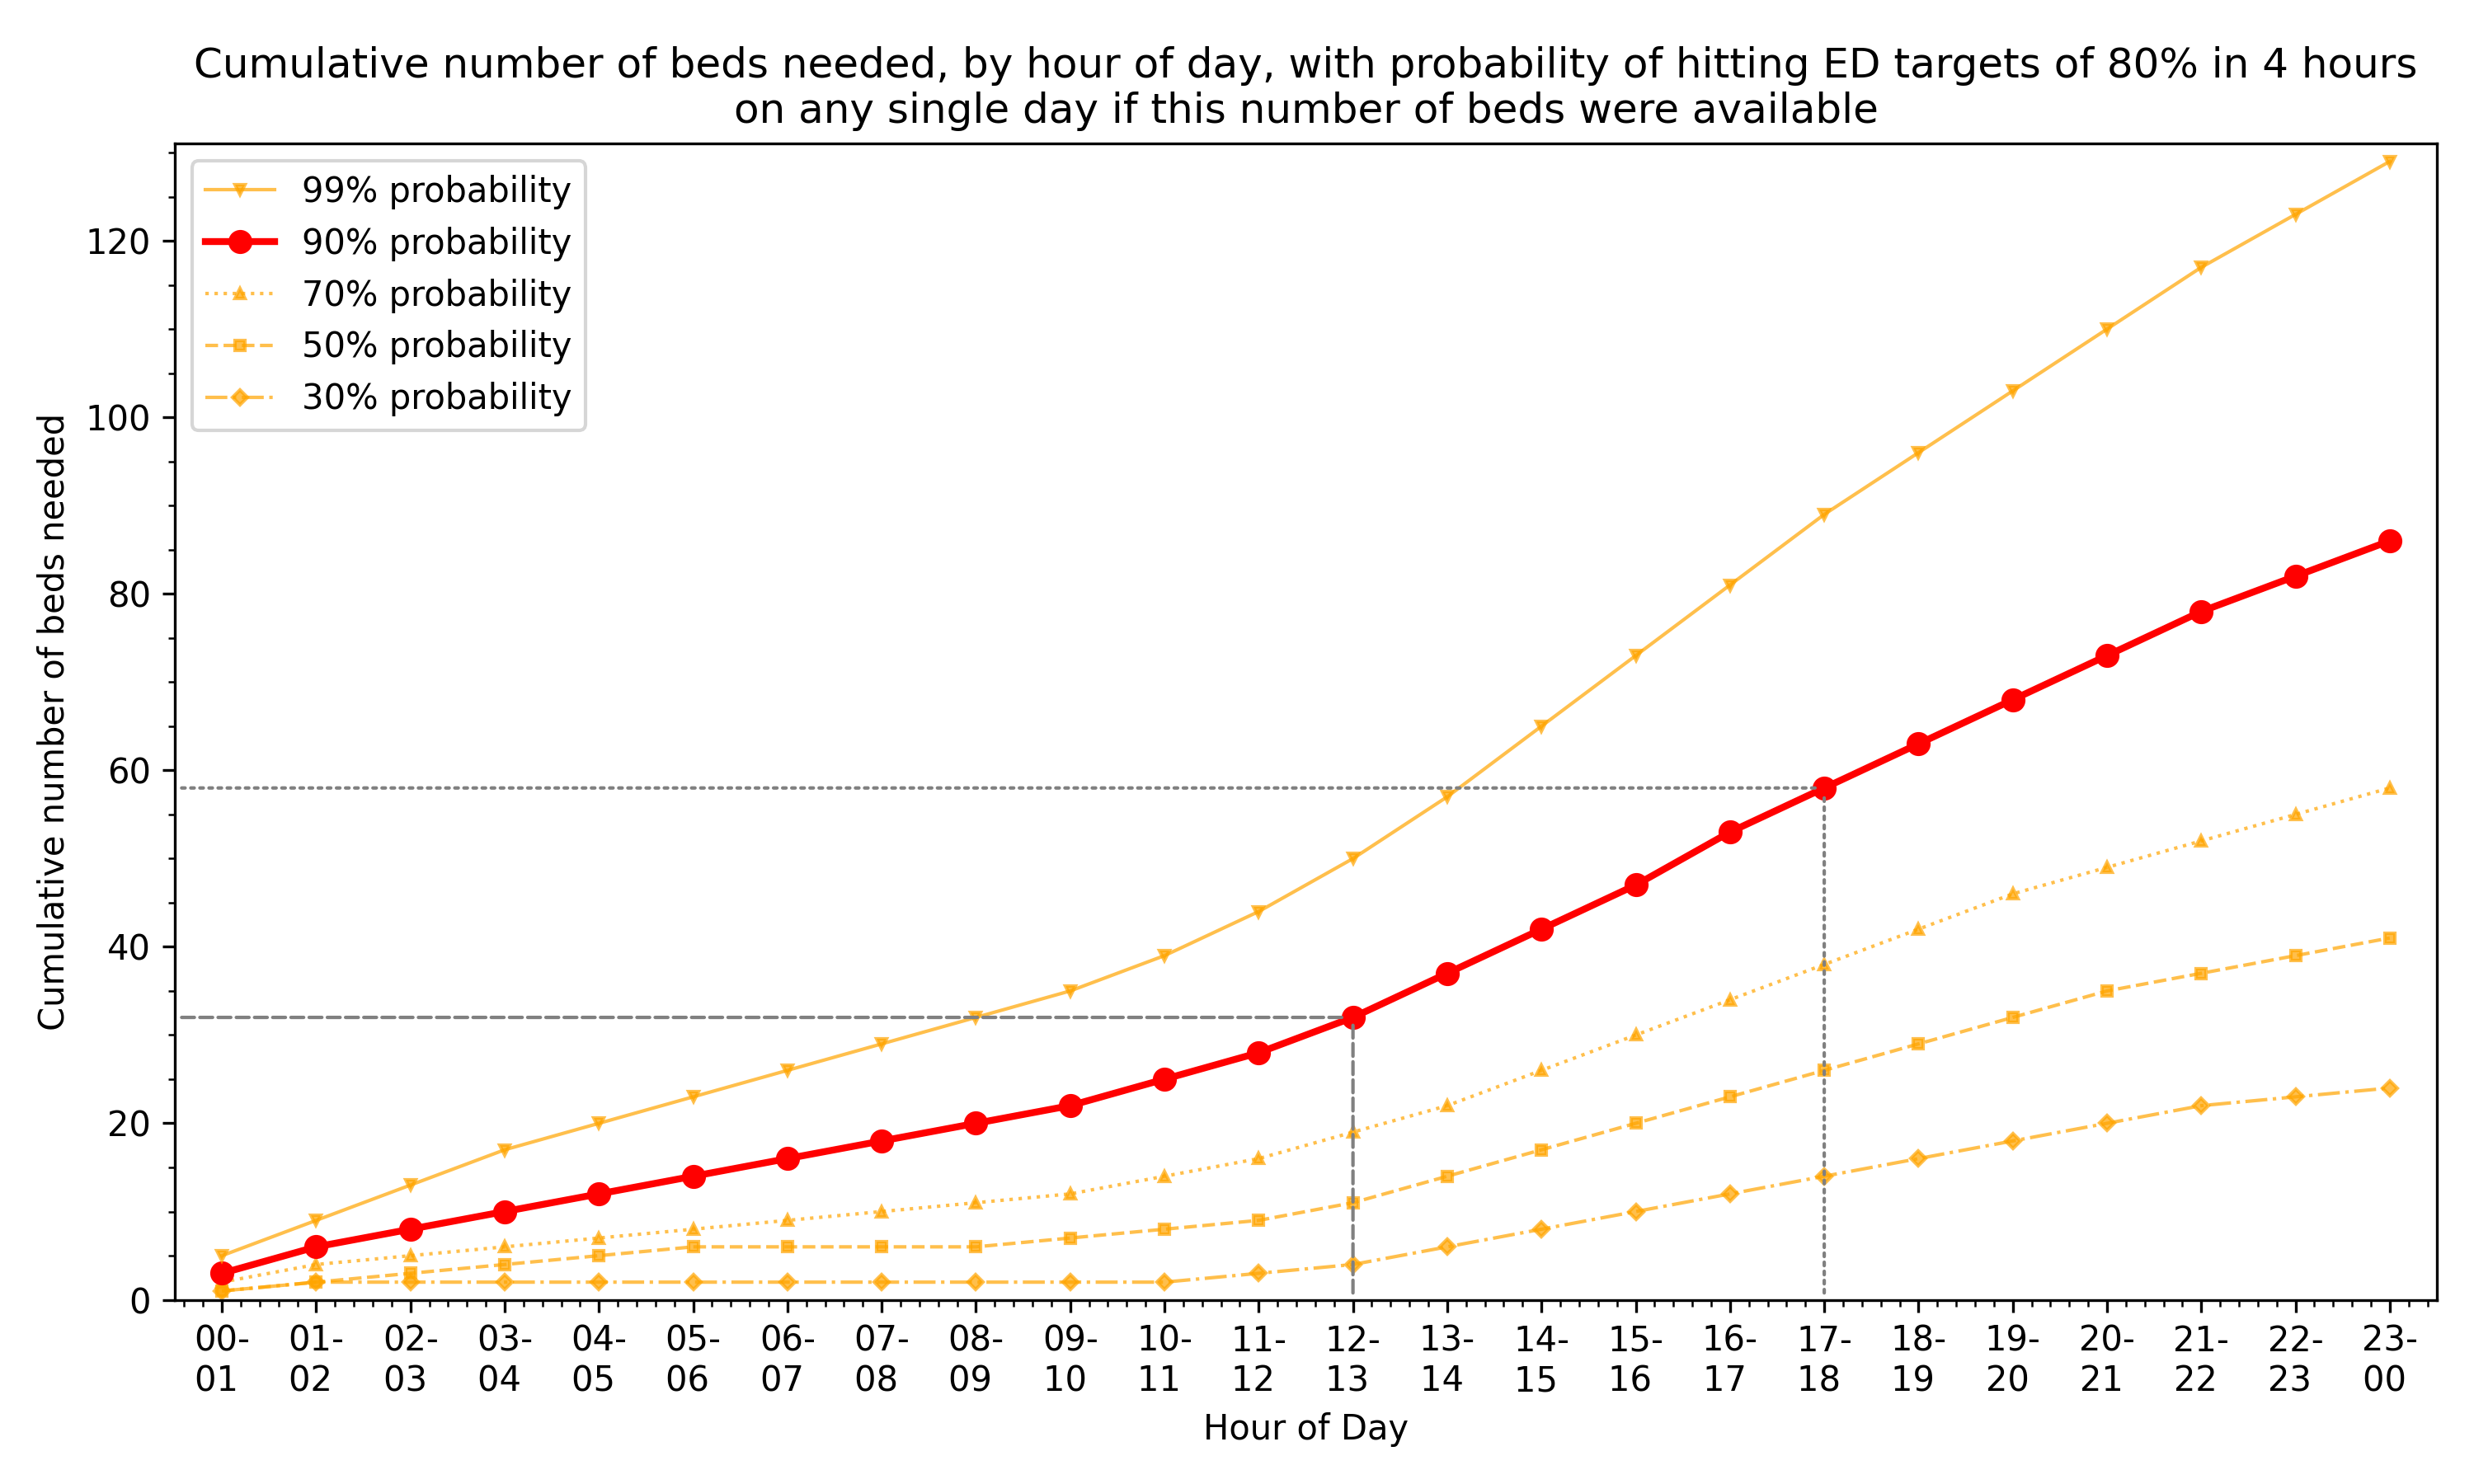 Cumulative number of beds needed, by hour of day, with probability of hitting ED targets of 80% in 4 hours
on any single day if this number of beds were available
99% probability
90% probability
70% probability
50% probability
30% probability
Cumulative number of beds needed
120
100
80
60
40
20
0
00- 01- 02- 03- 04- 05- 06- 07- 08- 09- 10- 11- 12- 13- 14- 15- 16- 17- 18- 19- 20- 21- 22- 23-
01 02 03 04 05 06 07 08 09 10 11 12 13 14 15 16 17 18 19 20 21 22 23 00
Hour of Day